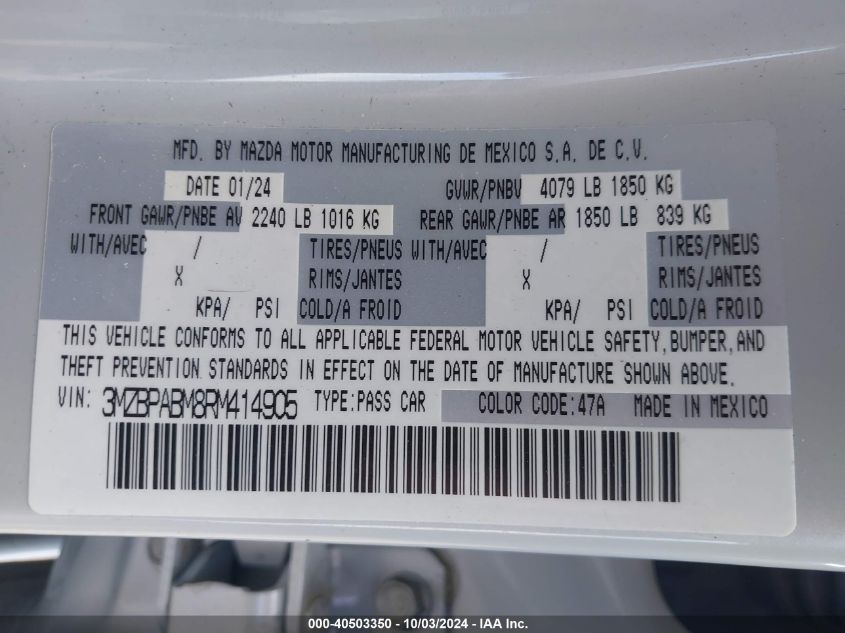 MFD. BY MAZDA MOTOR MANUFACTURING DE MEXICO S.A. DE C.V.
DATE 01/24 GVWR/PNBV 4079 LB 1850 KG
FRONT GAWR/PNBE AV 2240 LB 1016 KG REAR GAWR/PNBE AR 1850 LB 839 KG
WITH/AVEC / TIRES/PNEUS WITH/AVEC / TIRES/PNEUS
X RIMS/JANTES X RIMS/JANTES
KPA/ PSI COLD/A FROID KPA/ PSI COLD/A FROID
THIS VEHICLE CONFORMS TO ALL APPLICABLE FEDERAL MOTOR VEHICLE SAFETY,BUMPER,AND
THEFT PREVENTION STANDARDS IN EFFECT ON THE DATE OF MANUFACTURE SHOWN ABOVE.
VIN: 3MZBPABM8RM414905 TYPE:PASS CAR COLOR CODE:47A MADE IN MEXICO
000-40503350 - 10/03/2024 - IAA Inc.